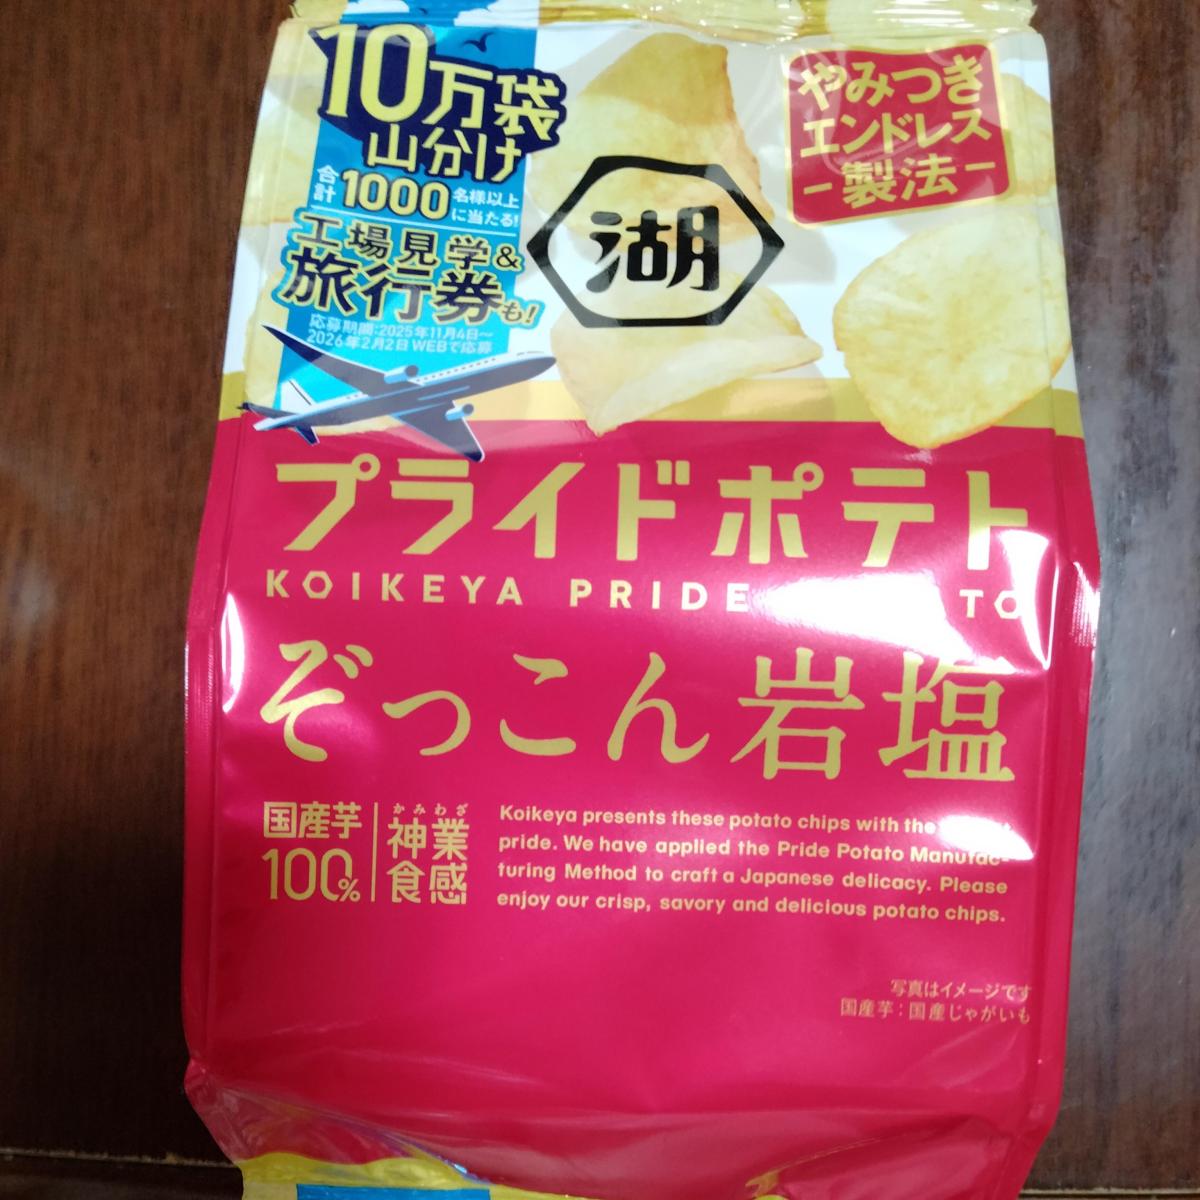 10万袋
山分け
合計1000名様以上に当たる!
工場見学&
旅行券も!
応募期間:2025年11月4日〜
2026年2月2日 WEBで応募
湖
やみつき
エンドレス
-製法-
プライドポテト
KOIKEYA PRIDE TO
ぞっこん岩塩
国産芋
100%
かみわざ
神業
食感
Koikeya presents these potato chips with the
pride. We have applied the Pride Potato Manufac-
turing Method to craft a Japanese delicacy. Please
enjoy our crisp, savory and delicious potato chips.
写真はイメージです
国産芋:国産じゃがいも